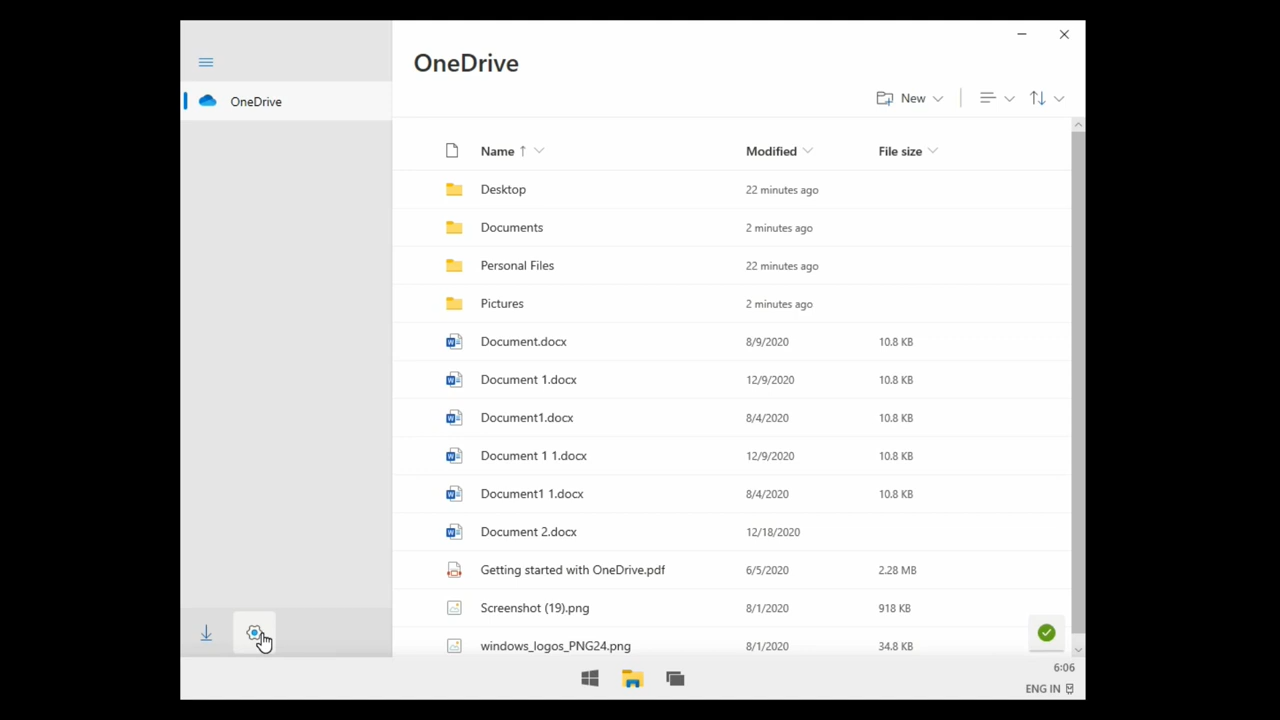 OneDrive
OneDrive
New
Name Modified File size
Desktop 22 minutes ago
Documents 2 minutes ago
Personal Files 22 minutes ago
Pictures 2 minutes ago
Document.docx 8/9/2020 10.8 KB
Document 1.docx 12/9/2020 10.8 KB
Document1.docx 8/4/2020 10.8 KB
Document 1 1.docx 12/9/2020 10.8 KB
Document1 1.docx 8/4/2020 10.8 KB
Document 2.docx 12/18/2020
Getting started with OneDrive.pdf 6/5/2020 2.28 MB
Screenshot (19).png 8/1/2020 918 KB
windows_logos_PNG24.png 8/1/2020 34.8 KB
6:06
ENG IN